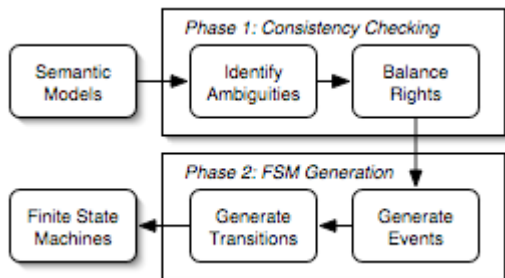 Phase 1: Consistency Checking
Semantic
Models
Identify
Ambiguities
Balance
Rights
Phase 2: FSM Generation
Finite State
Machines
Generate
Transitions
Generate
Events